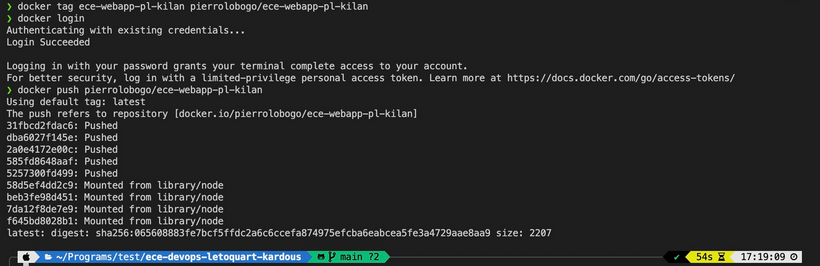 ❯ docker tag ece-webapp-pl-kilan pierrolobogo/ece-webapp-pl-kilan
❯ docker login
Authenticating with existing credentials...
Login Succeeded
Logging in with your password grants your terminal complete access to your account.
For better security, log in with a limited-privilege personal access token. Learn more at https://docs.docker.com/go/access-tokens/
❯ docker push pierrolobogo/ece-webapp-pl-kilan
Using default tag: latest
The push refers to repository [docker.io/pierrolobogo/ece-webapp-pl-kilan]
31fbcd2fdac6: Pushed
dba6027f145e: Pushed
2a0e4172e00c: Pushed
585fd8648aaf: Pushed
5257300fd499: Pushed
58d5ef4dd2c9: Mounted from library/node
beb3fe98d451: Mounted from library/node
7da12f8de7e9: Mounted from library/node
f645bd8028b1: Mounted from library/node
latest: digest: sha256:065608883fe7bcf5ffdc2a6c6ccefa874975efcba6eabcea5fe3a4729aae8aa9 size: 2207
~/Programs/test/ece-devops-letoquart-kardous main ?2 ✔ 54s 17:19:09